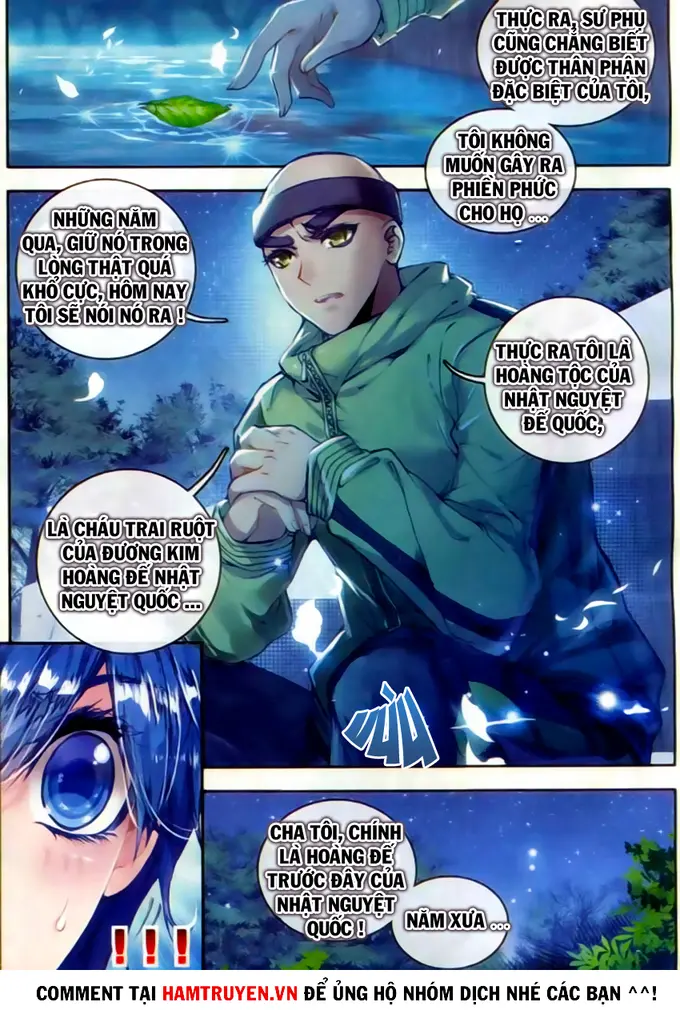 THỰC RA, SƯ PHỤ
CŨNG CHẲNG BIẾT
ĐƯỢC THÂN PHẬN
ĐẶC BIỆT CỦA TÔI,
TÔI KHÔNG
MUỐN GÂY RA
PHIỀN PHỨC
CHO HỌ ...
NHỮNG NĂM
QUA, GIỮ NÓ TRONG
LÒNG THẬT QUÁ
KHỔ CỰC, HÔM NAY
TÔI SẼ NÓI NÓ RA !
THỰC RA TÔI LÀ
HOÀNG TỘC CỦA
NHẬT NGUYỆT
ĐẾ QUỐC,
LÀ CHÁU TRAI RUỘT
CỦA ĐƯƠNG KIM
HOÀNG ĐẾ NHẬT
NGUYỆT QUỐC ...
VÙÙ
!!!
CHA TÔI, CHÍNH
LÀ HOÀNG ĐẾ
TRƯỚC ĐÂY CỦA
NHẬT NGUYỆT
QUỐC !
NĂM XƯA ...
COMMENT TẠI HAMTRUYEN.VN ĐỂ ỦNG HỘ NHÓM DỊCH NHÉ CÁC BẠN ^^!